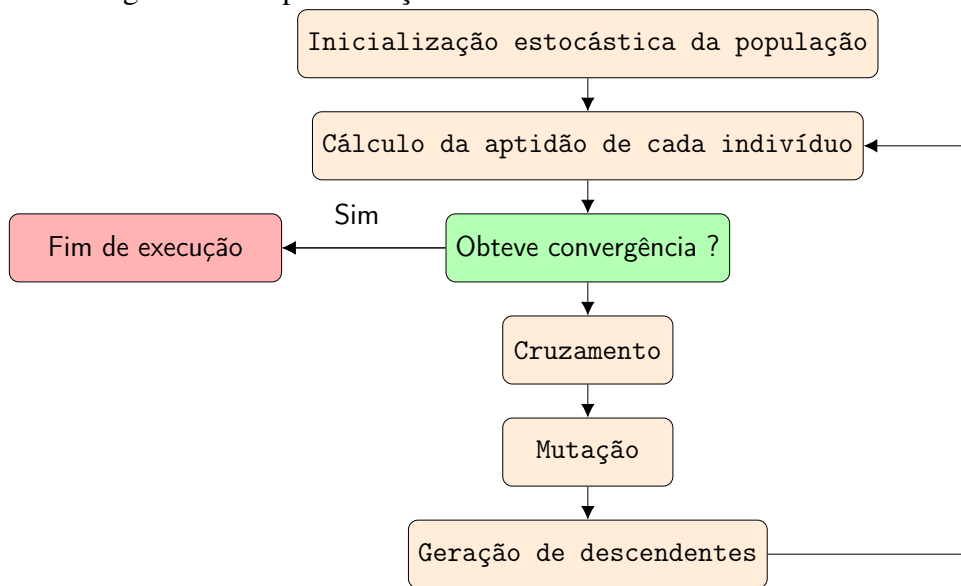 Inicialização estocástica da população
Cálculo da aptidão de cada indivíduo
Sim
Fim de execução
Obteve convergência ?
Cruzamento
Mutação
Geração de descendentes